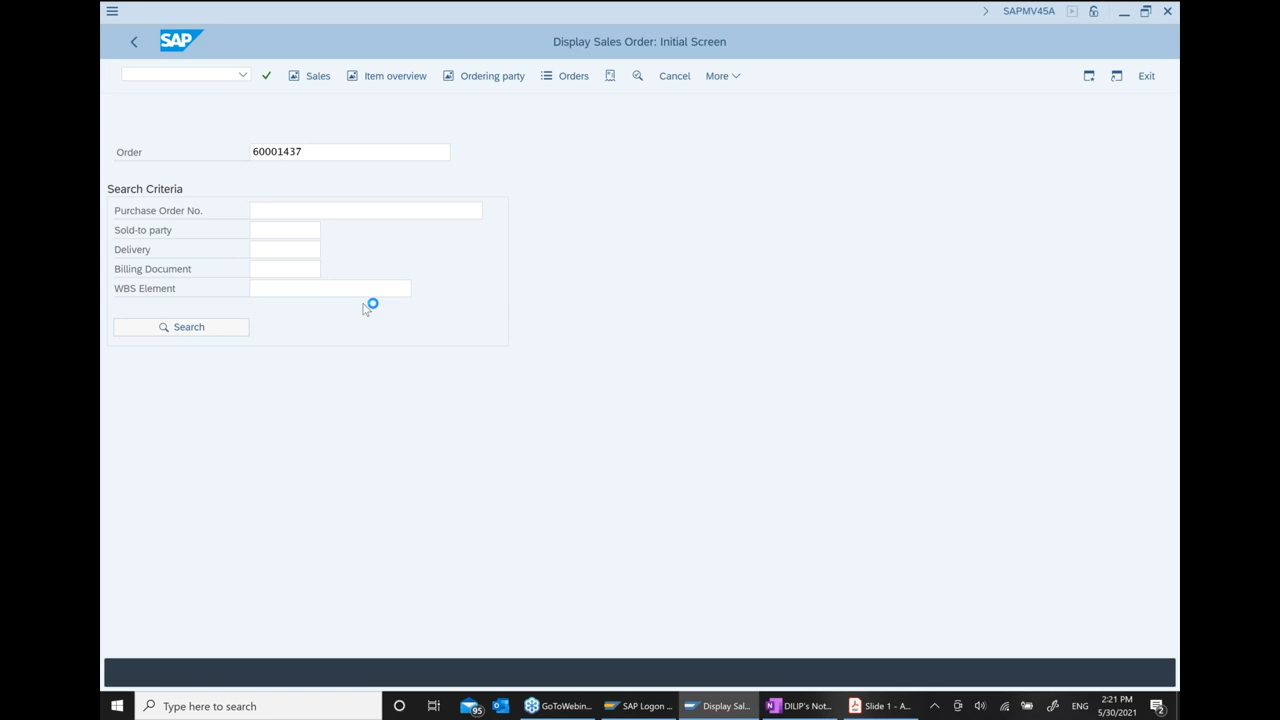 SAPMV45A
SAP
Display Sales Order: Initial Screen
Sales
Item overview
Ordering party
Orders
Cancel
More
Exit
Order
60001437
Search Criteria
Purchase Order No.
Sold-to party
Delivery
Billing Document
WBS Element
Search
Type here to search
95
GoToWebin...
SAP Logon ...
Display Sal...
DILIP's Not...
Slide 1 - A...
ENG
2:21 PM
5/30/2021
2